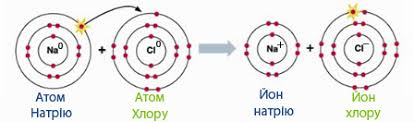 Na⁰ + Cl⁰ Na⁺ + Cl⁻
Атом Натрію
Атом Хлору
Йон натрію
Йон хлору